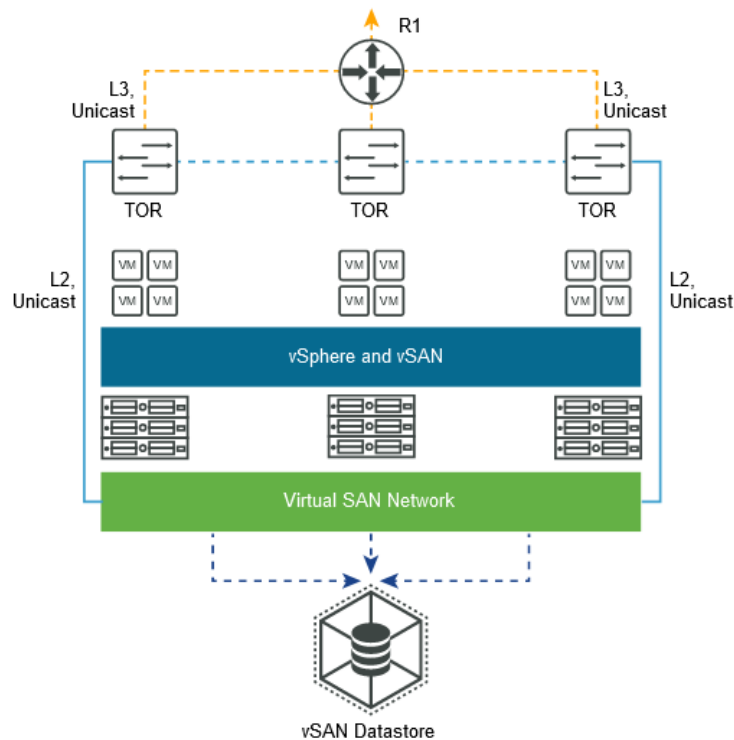 R1
L3,
Unicast
L3,
Unicast
TOR
TOR
TOR
VM VM
VM VM
VM VM
VM VM
VM VM
VM VM
L2,
Unicast
L2,
Unicast
vSphere and vSAN
Virtual SAN Network
vSAN Datastore